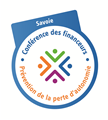 Savoie
Conférence des financeurs
Prévention de la perte d'autonomie